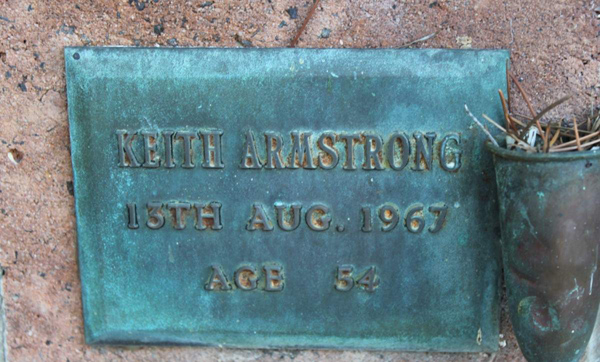 KEITH ARMSTRONG
13TH AUG. 1967
AGE 54